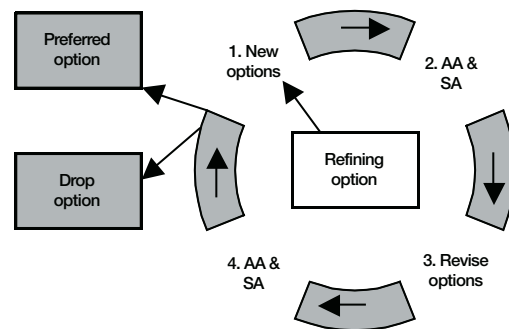 Preferred
option
1. New
options
2. AA &
SA
Drop
option
Refining
option
4. AA &
SA
3. Revise
options